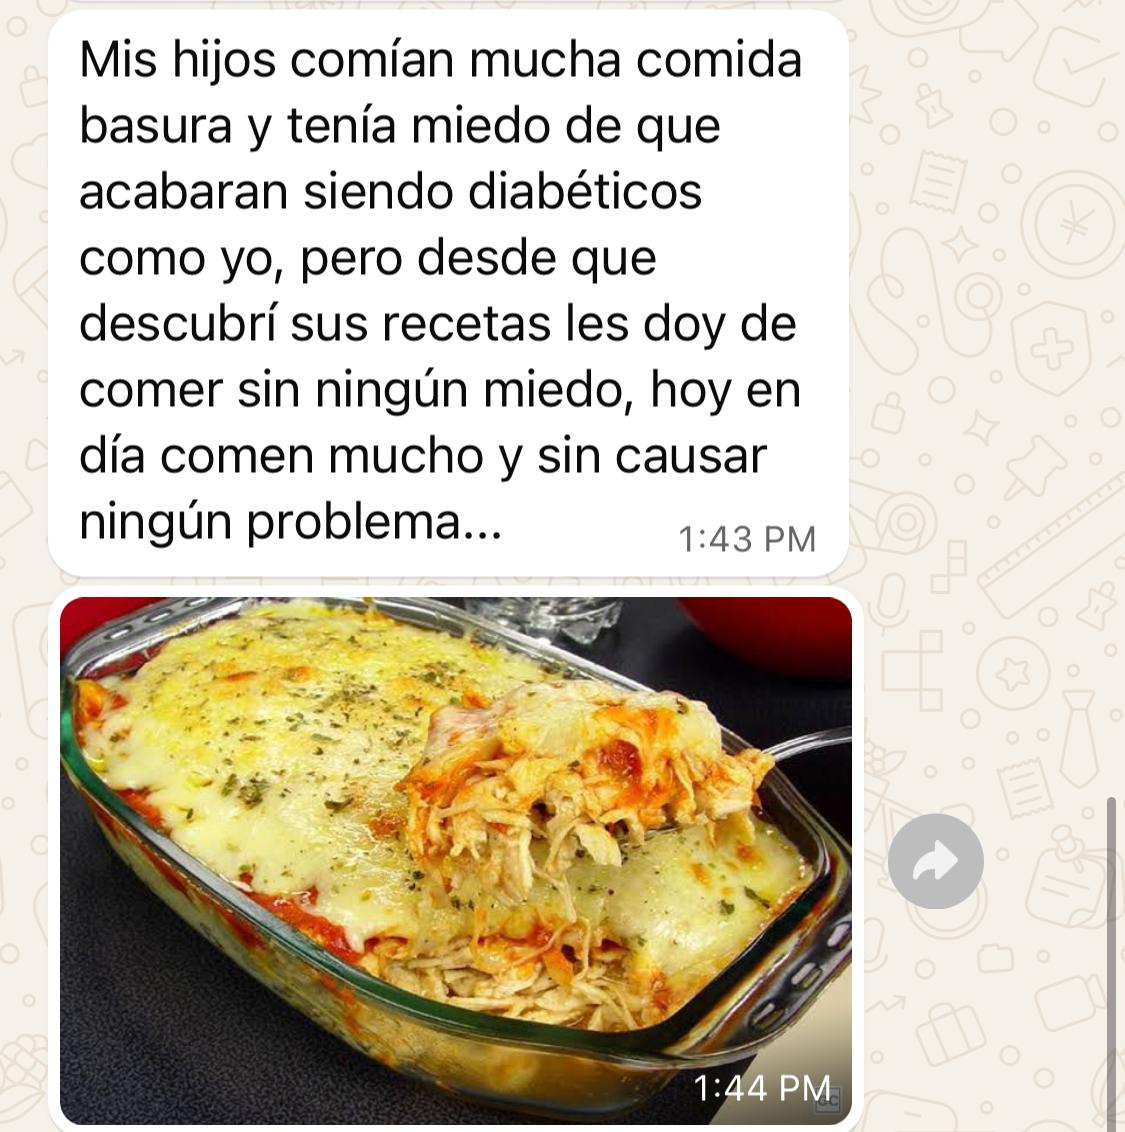 Mis hijos comían mucha comida
basura y tenía miedo de que
acabaran siendo diabéticos
como yo, pero desde que
descubrí sus recetas les doy de
comer sin ningún miedo, hoy en
día comen mucho y sin causar
ningún problema...
1:43 PM
1:44 PM